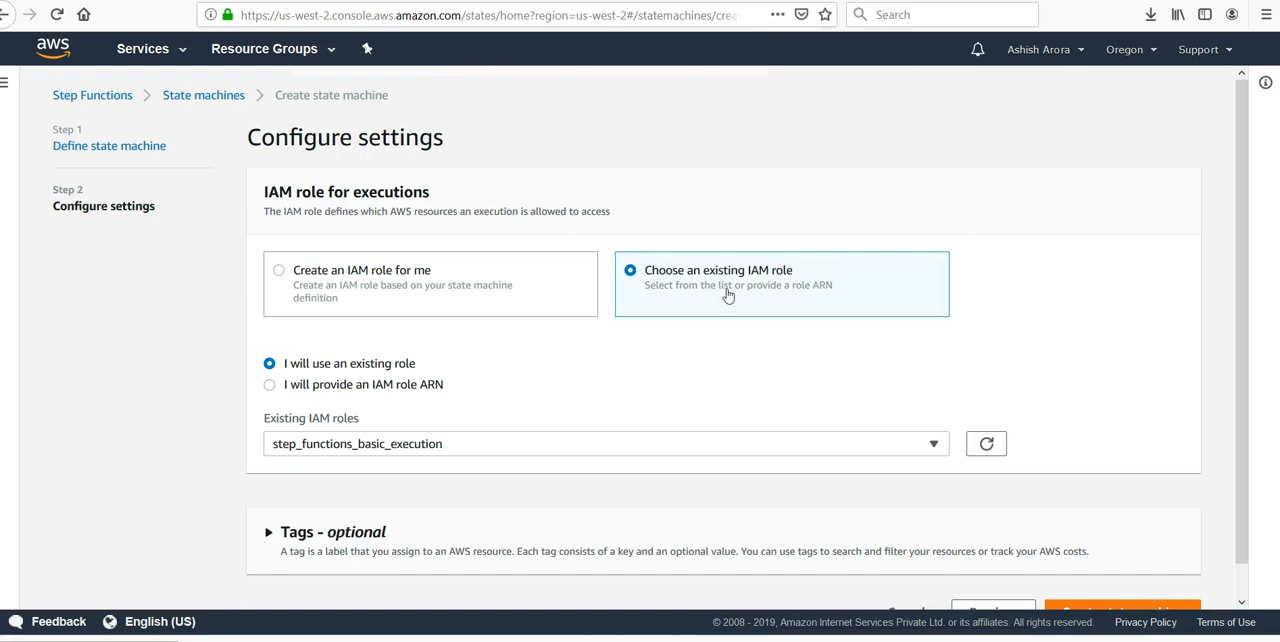 https://us-west-2.console.aws.amazon.com/states/home?region=us-west-2#/statemachines/crea
Search
aws
Services
Resource Groups
Ashish Arora
Oregon
Support
Step Functions
State machines
Create state machine
Step 1
Define state machine
Step 2
Configure settings
Configure settings
IAM role for executions
The IAM role defines which AWS resources an execution is allowed to access
Create an IAM role for me
Create an IAM role based on your state machine
definition
Choose an existing IAM role
Select from the list or provide a role ARN
I will use an existing role
I will provide an IAM role ARN
Existing IAM roles
step_functions_basic_execution
Tags - optional
A tag is a label that you assign to an AWS resource. Each tag consists of a key and an optional value. You can use tags to search and filter your resources or track your AWS costs.
Feedback
English (US)
© 2008 - 2019, Amazon Internet Services Private Ltd. or its affiliates. All rights reserved.
Privacy Policy
Terms of Use